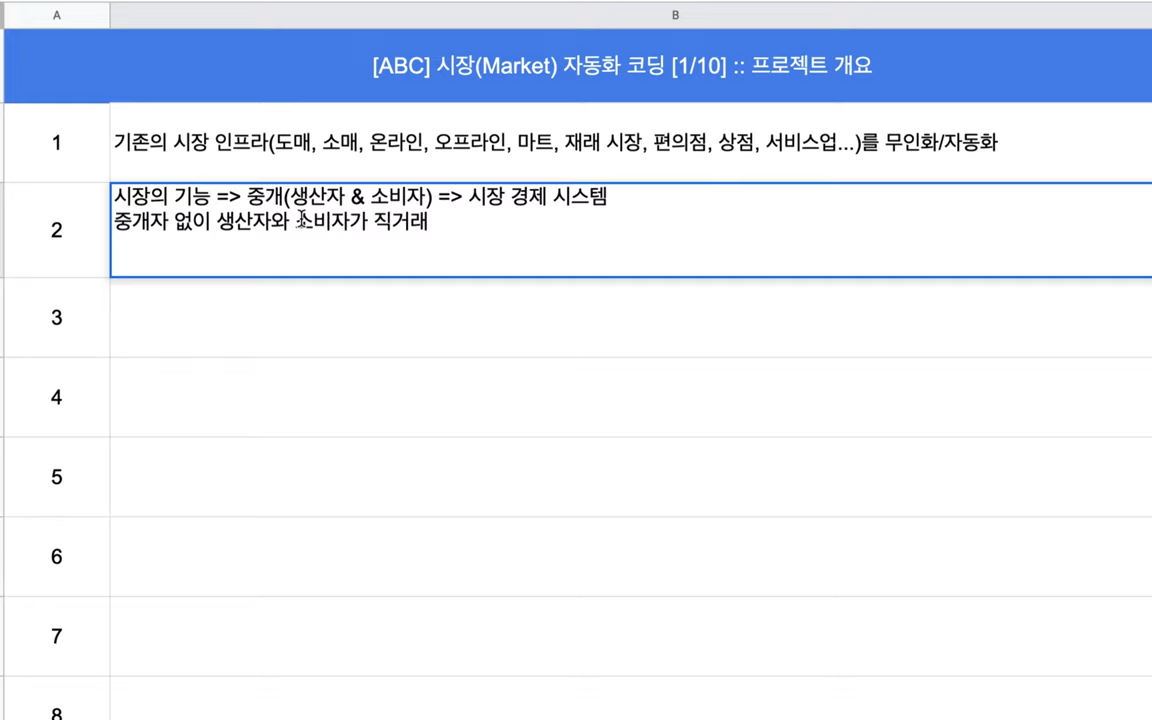 A
B
[ABC] 시장(Market) 자동화 코딩 [1/10] :: 프로젝트 개요
1
기존의 시장 인프라(도매, 소매, 온라인, 오프라인, 마트, 재래 시장, 편의점, 상점, 서비스업...)를 무인화/자동화
2
시장의 기능 => 중개(생산자 & 소비자) => 시장 경제 시스템
중개자 없이 생산자와 소비자가 직거래
3
4
5
6
7
8